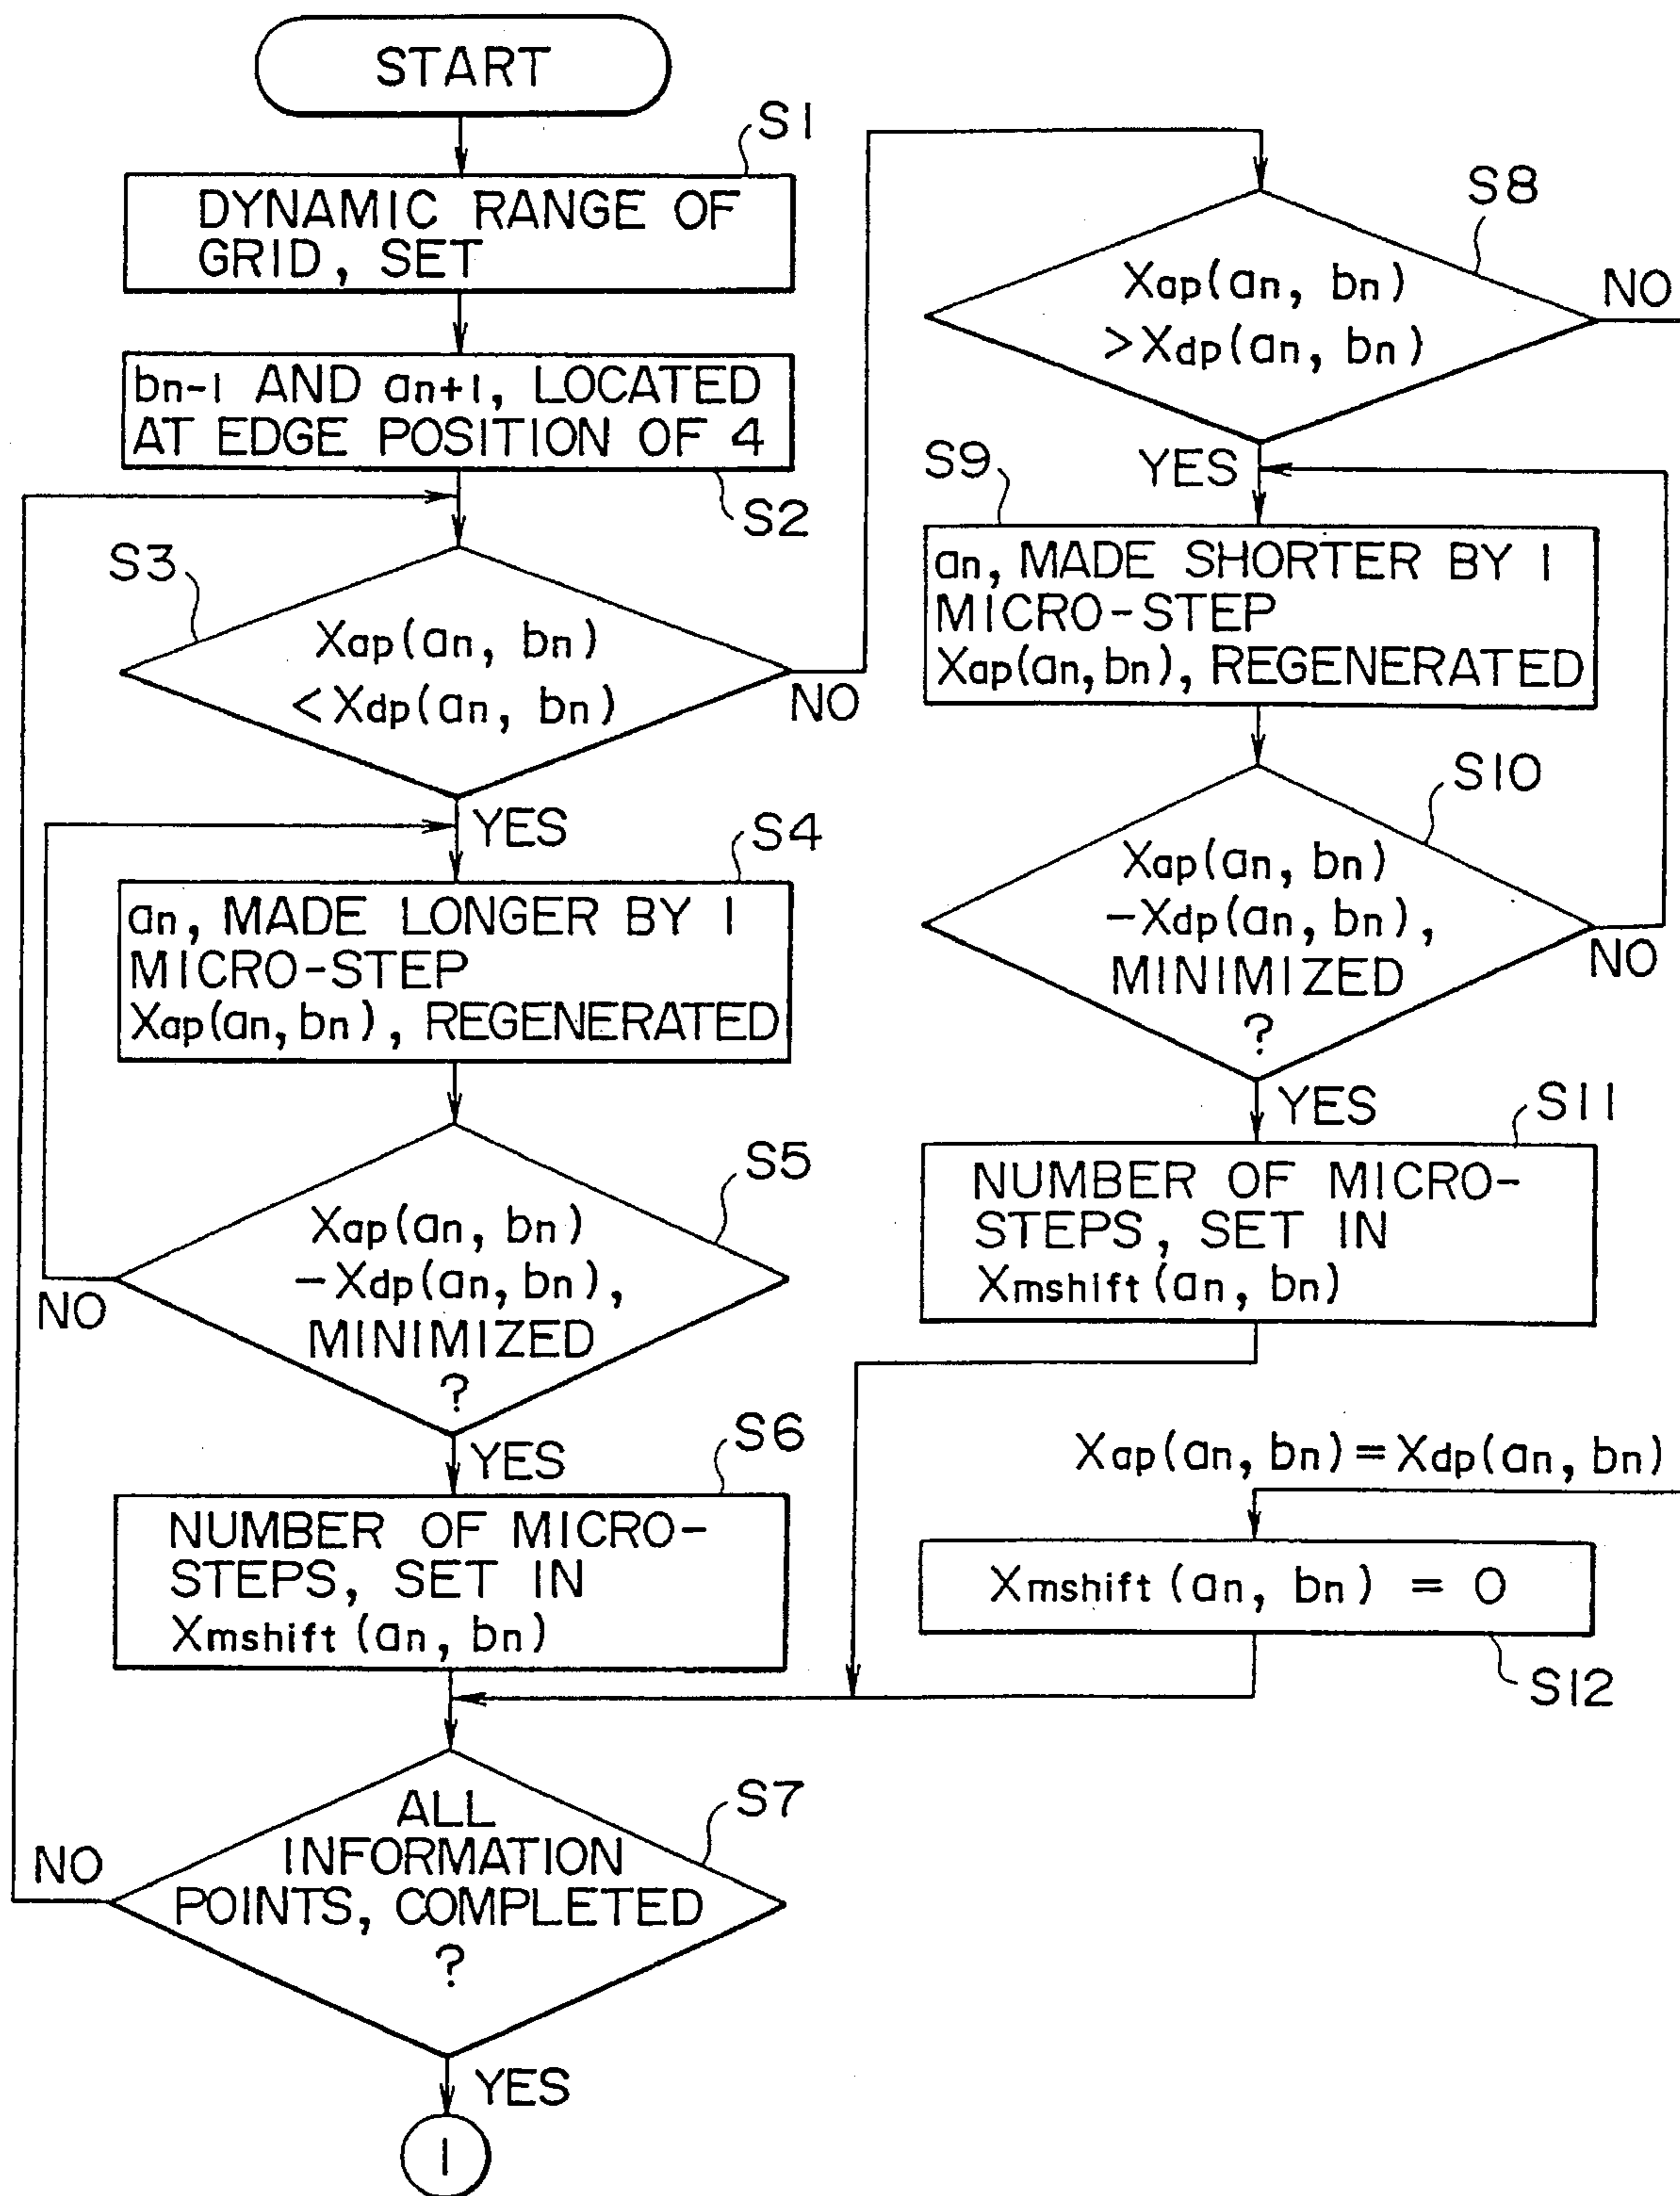 START
S1
DYNAMIC RANGE OF
GRID, SET
bn-1 AND an+1, LOCATED
AT EDGE POSITION OF 4
S2
S3
Xap(an, bn)
<Xdp(an, bn)
NO
YES
S4
an, MADE LONGER BY 1
MICRO-STEP
Xap(an, bn), REGENERATED
S5
Xap(an, bn)
-Xdp(an, bn),
MINIMIZED
?
NO
YES
S6
NUMBER OF MICRO-
STEPS, SET IN
Xmshift (an, bn)
S7
ALL
INFORMATION
POINTS, COMPLETED
?
NO
YES
1
S8
Xap(an, bn)
>Xdp(an, bn)
NO
YES
S9
an, MADE SHORTER BY 1
MICRO-STEP
Xap(an,bn), REGENERATED
S10
Xap(an, bn)
-Xdp(an, bn),
MINIMIZED
?
NO
YES
S11
NUMBER OF MICRO-
STEPS, SET IN
Xmshift(an, bn)
Xap(an, bn)=Xdp(an, bn)
Xmshift (an, bn) = 0
S12